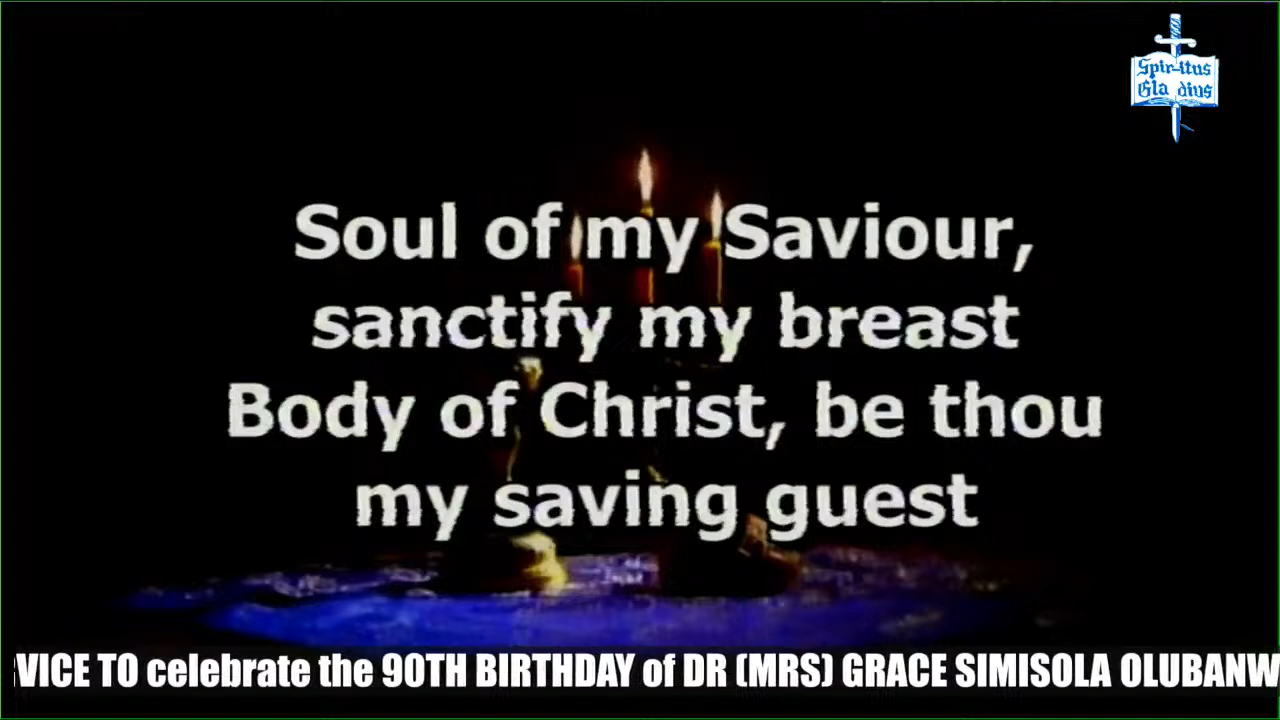 Spiritus
Gladius
Soul of my Saviour,
sanctify my breast
Body of Christ, be thou
my saving guest
VICE TO celebrate the 90TH BIRTHDAY of DR (MRS) GRACE SIMISOLA OLUBANW